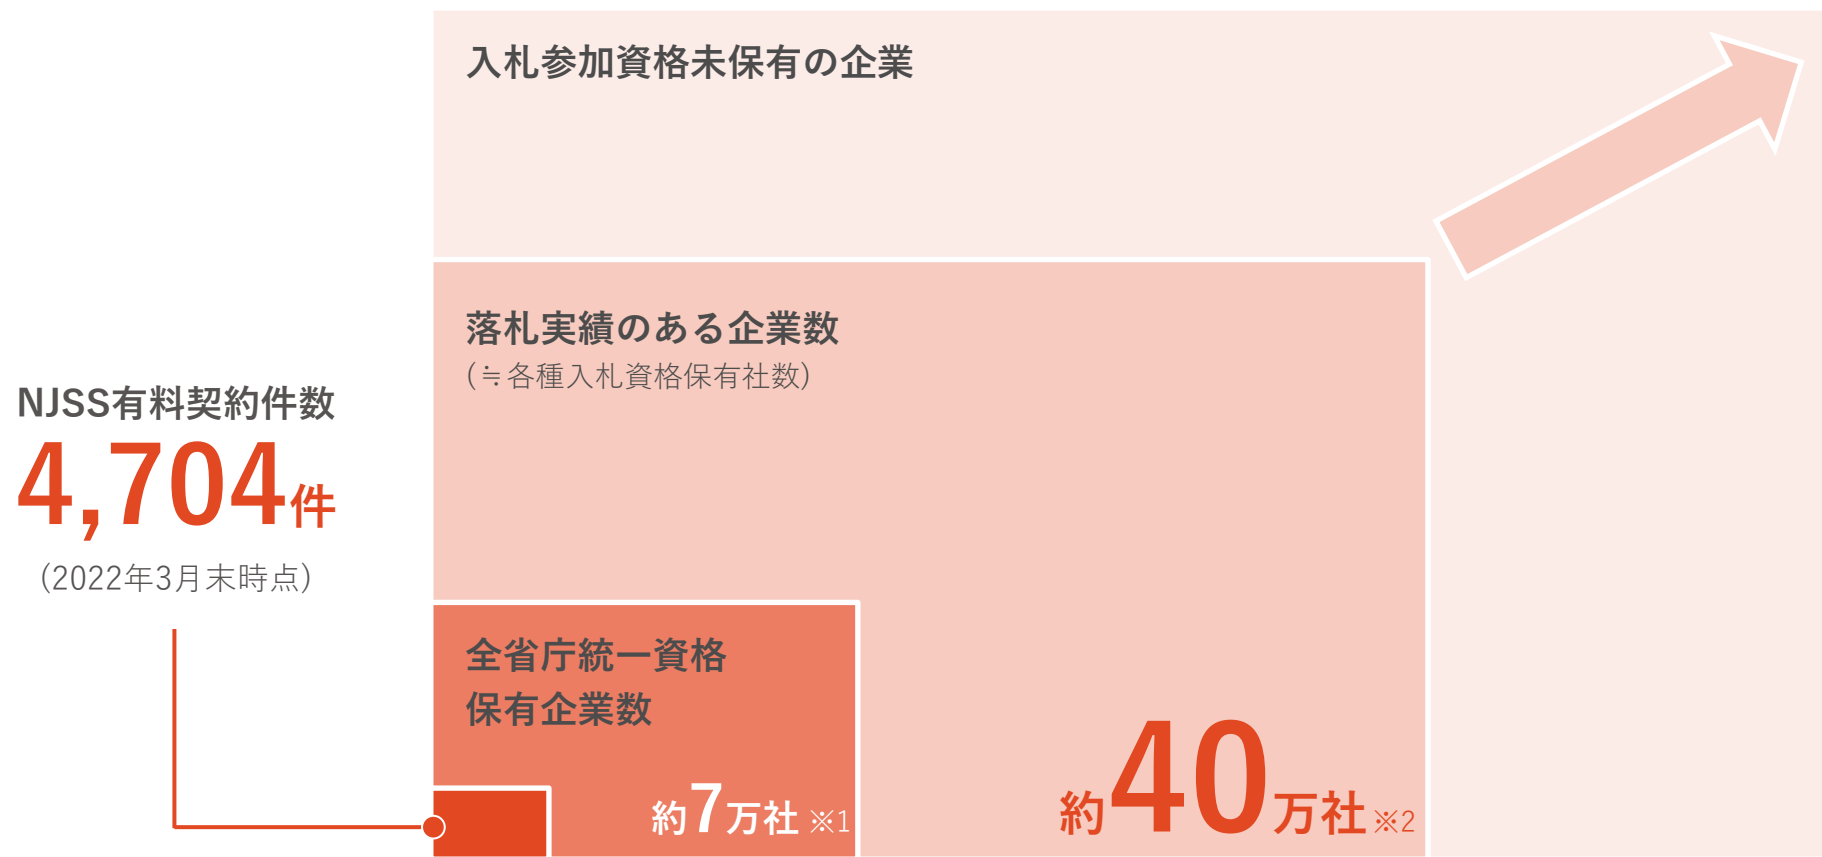 入札参加資格未保有の企業
落札実績のある企業数
(≒各種入札資格保有社数)
NJSS有料契約件数
4,704件
(2022年3月末時点)
全省庁統一資格
保有企業数
約7万社 ※1
約40万社 ※2